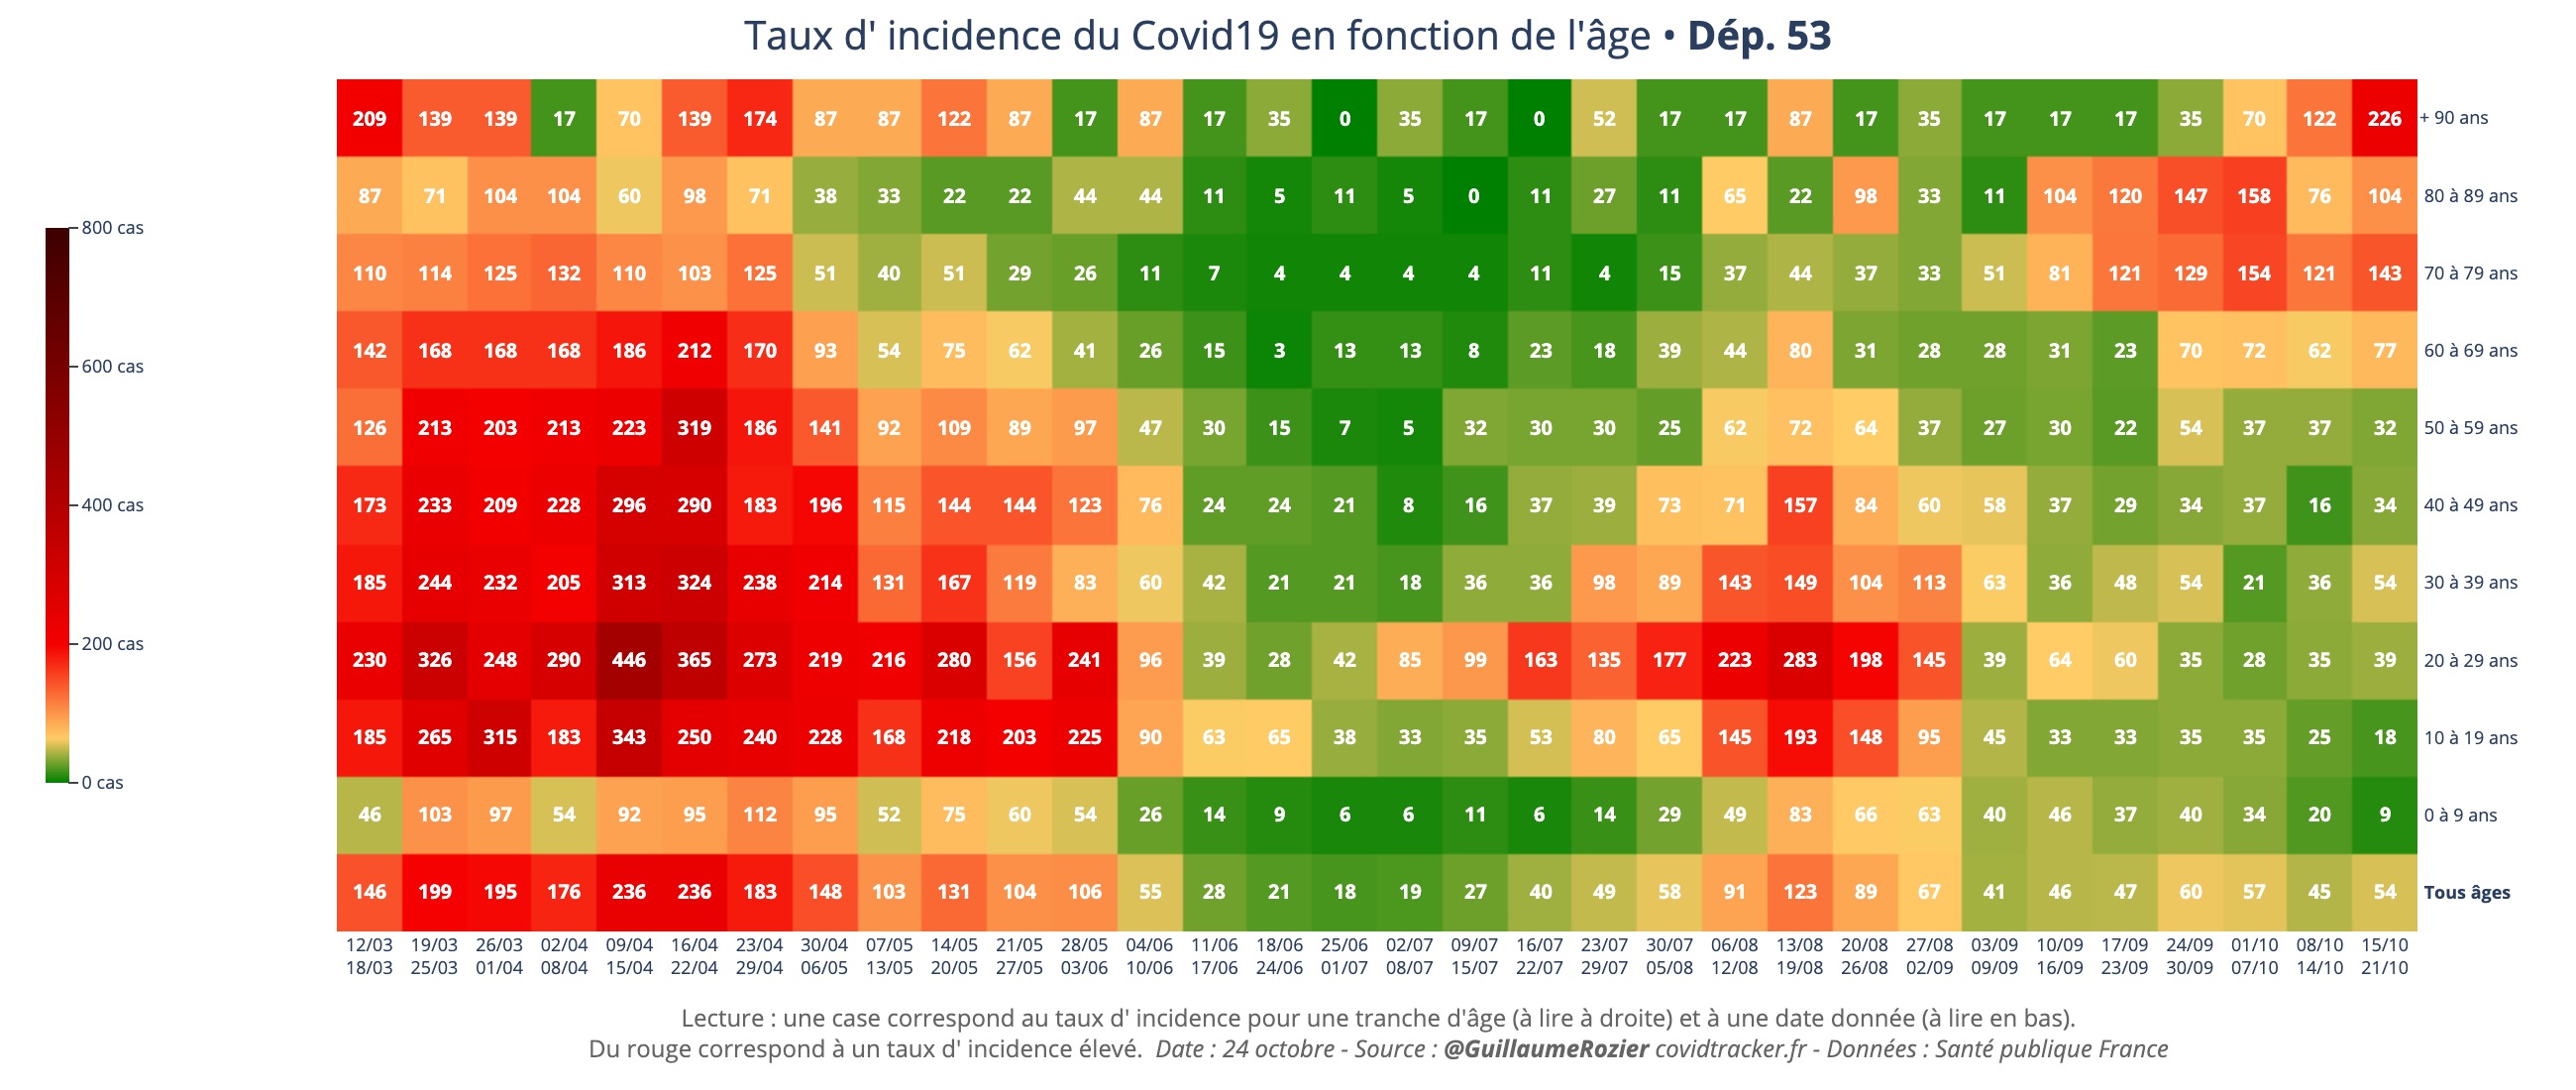 Taux d' incidence du Covid19 en fonction de l'âge • Dép. 53
800 cas
600 cas
400 cas
200 cas
0 cas
209 139 139 17 70 139 174 87 87 122 87 17 87 17 35 0 35 17 0 52 17 17 87 17 35 17 17 17 35 70 122 226 + 90 ans
87 71 104 104 60 98 71 38 33 22 22 44 44 11 5 11 5 0 11 27 11 65 22 98 33 11 104 120 147 158 76 104 80 à 89 ans
110 114 125 132 110 103 125 51 40 51 29 26 11 7 4 4 4 4 11 4 15 37 44 37 33 51 81 121 129 154 121 143 70 à 79 ans
142 168 168 168 186 212 170 93 54 75 62 41 26 15 3 13 13 8 23 18 39 44 80 31 28 28 31 23 70 72 62 77 60 à 69 ans
126 213 203 213 223 319 186 141 92 109 89 97 47 30 15 7 5 32 30 30 25 62 72 64 37 27 30 22 54 37 37 32 50 à 59 ans
173 233 209 228 296 290 183 196 115 144 144 123 76 24 24 21 8 16 37 39 73 71 157 84 60 58 37 29 34 37 16 34 40 à 49 ans
185 244 232 205 313 324 238 214 131 167 119 83 60 42 21 21 18 36 36 98 89 143 149 104 113 63 36 48 54 21 36 54 30 à 39 ans
230 326 248 290 446 365 273 219 216 280 156 241 96 39 28 42 85 99 163 135 177 223 283 198 145 39 64 60 35 28 35 39 20 à 29 ans
185 265 315 183 343 250 240 228 168 218 203 225 90 63 65 38 33 35 53 80 65 145 193 148 95 45 33 33 35 35 25 18 10 à 19 ans
46 103 97 54 92 95 112 95 52 75 60 54 26 14 9 6 6 11 6 14 29 49 83 66 63 40 46 37 40 34 20 9 0 à 9 ans
146 199 195 176 236 236 183 148 103 131 104 106 55 28 21 18 19 27 40 49 58 91 123 89 67 41 46 47 60 57 45 54 Tous âges
12/03 19/03 26/03 02/04 09/04 16/04 23/04 30/04 07/05 14/05 21/05 28/05 04/06 11/06 18/06 25/06 02/07 09/07 16/07 23/07 30/07 06/08 13/08 20/08 27/08 03/09 10/09 17/09 24/09 01/10 08/10 15/10
18/03 25/03 01/04 08/04 15/04 22/04 29/04 06/05 13/05 20/05 27/05 03/06 10/06 17/06 24/06 01/07 08/07 15/07 22/07 29/07 05/08 12/08 19/08 26/08 02/09 09/09 16/09 23/09 30/09 07/10 14/10 21/10
Lecture : une case correspond au taux d' incidence pour une tranche d'âge (à lire à droite) et à une date donnée (à lire en bas).
Du rouge correspond à un taux d' incidence élevé. Date : 24 octobre - Source : @GuillaumeRozier covidtracker.fr - Données : Santé publique France